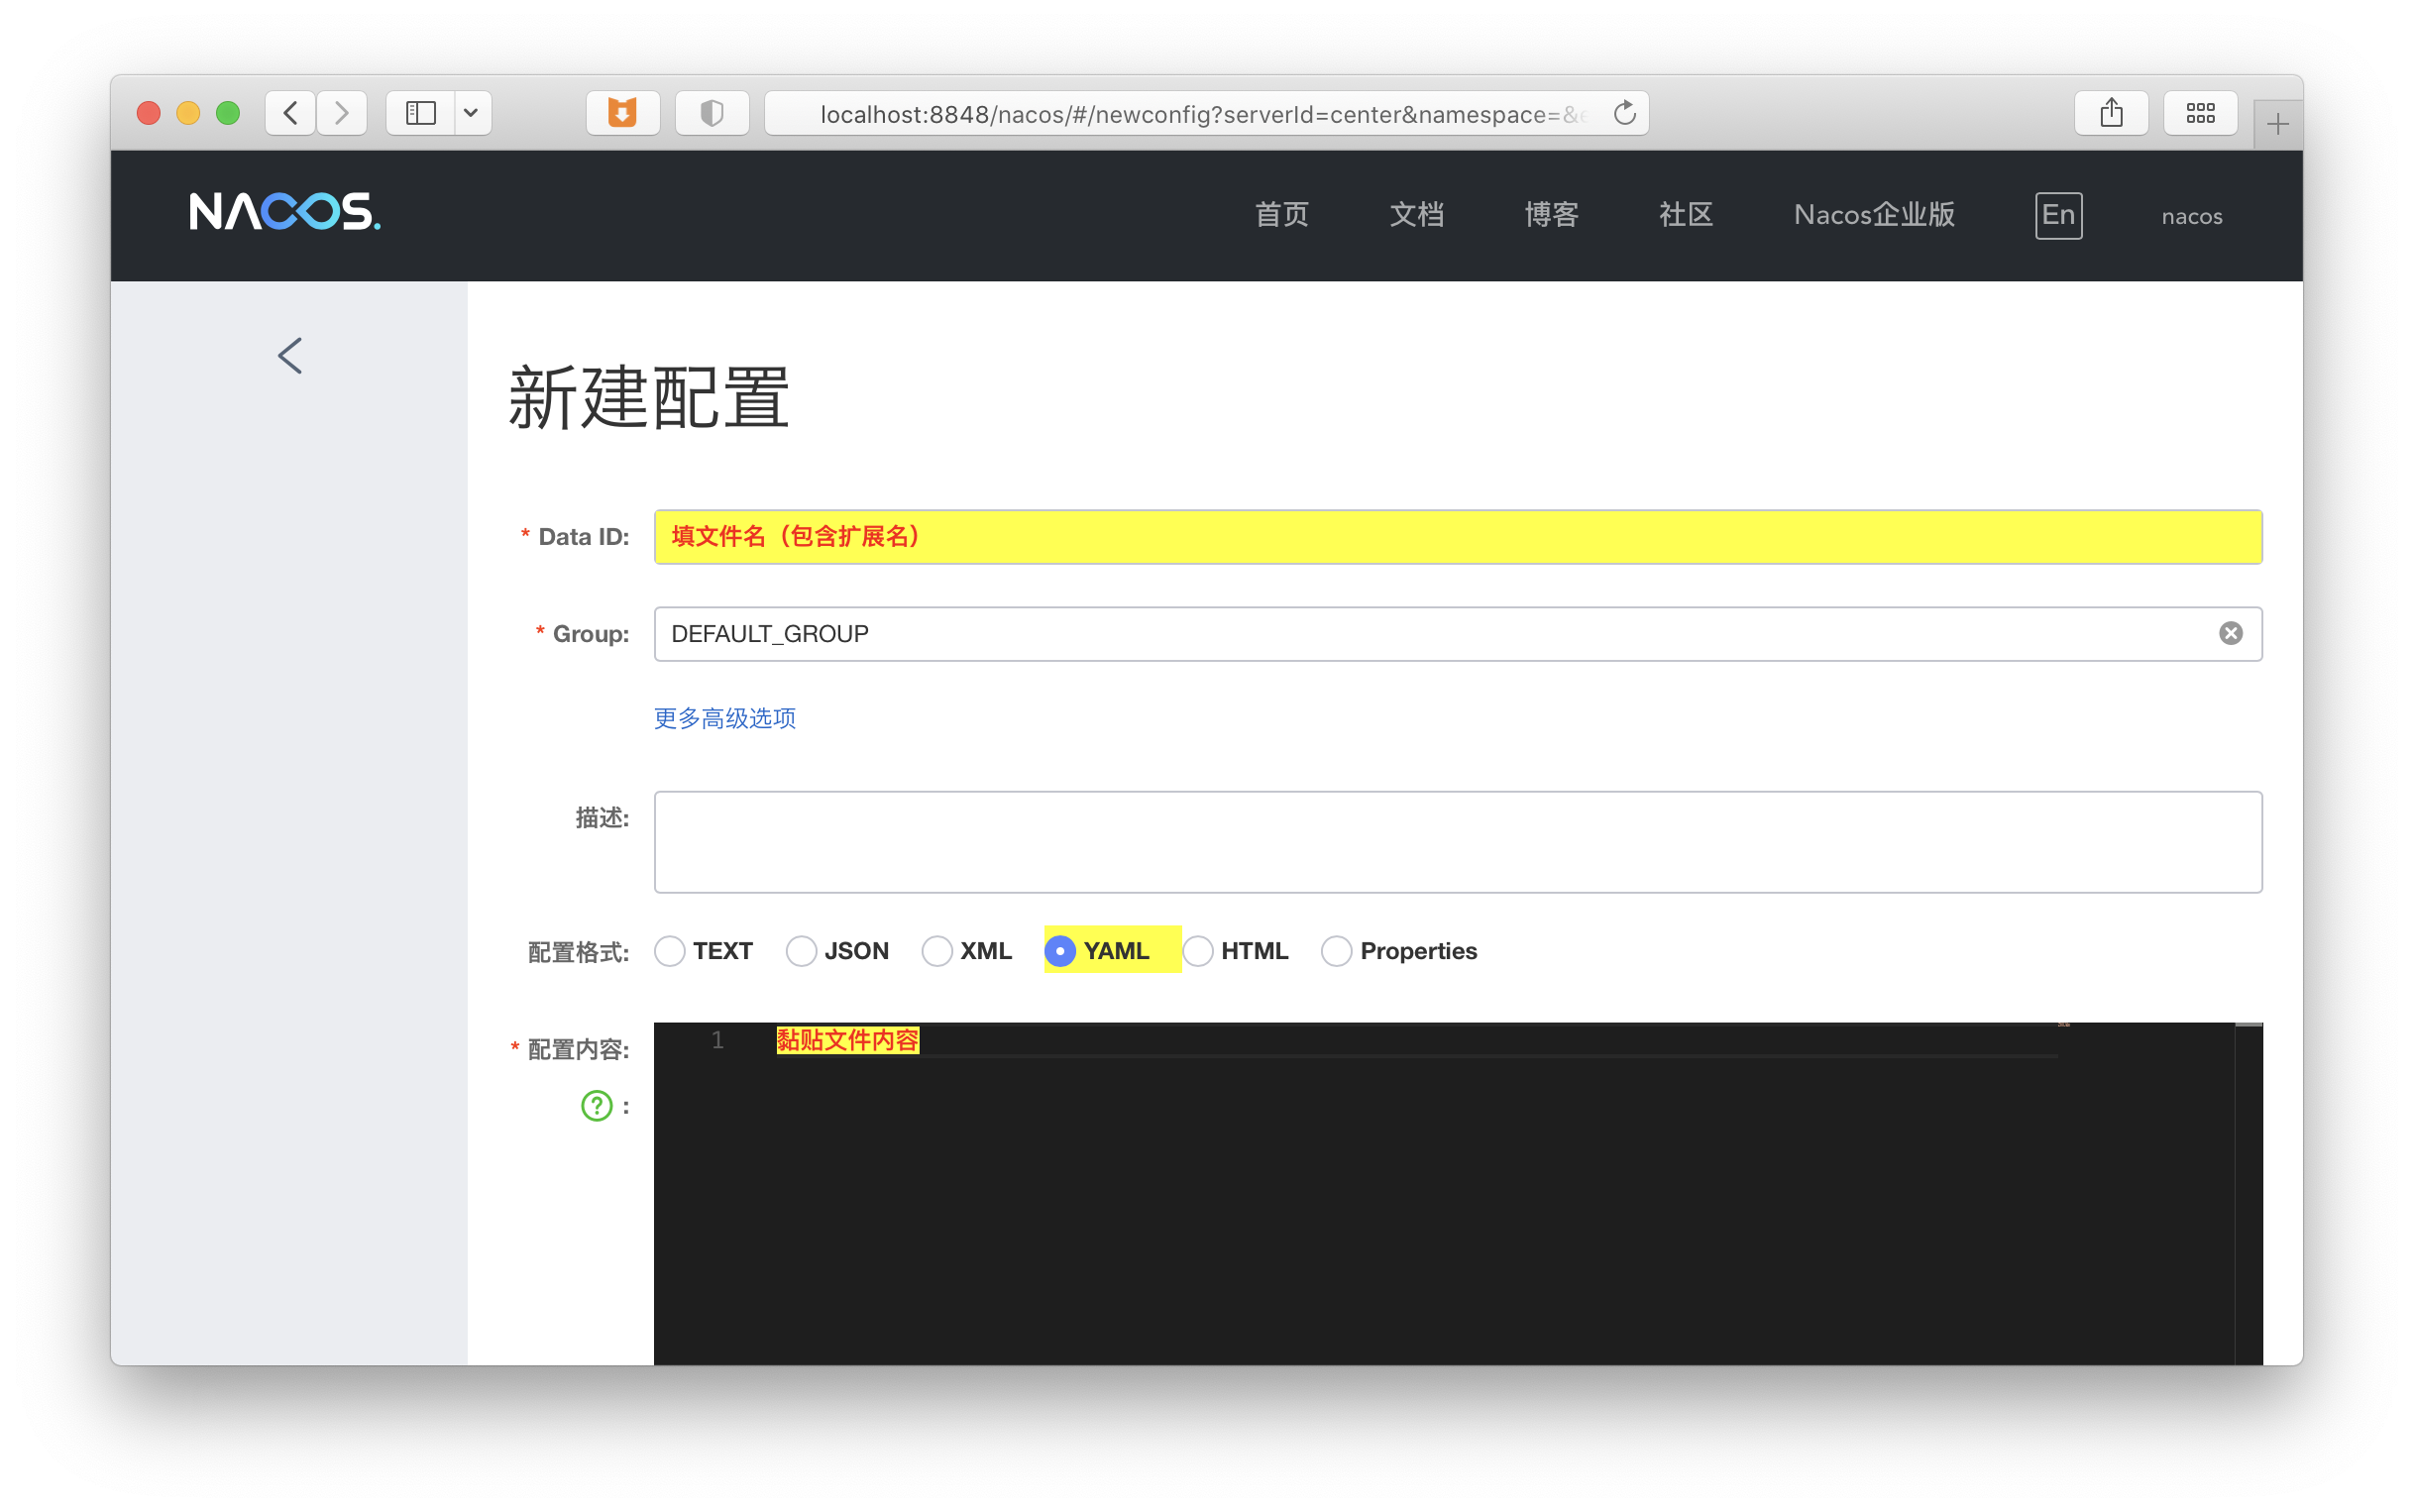 localhost:8848/nacos/#/newconfig?serverId=center&namespace=&
NACOS.
首页 文档 博客 社区 Nacos企业版 En nacos
新建配置
* Data ID: 填文件名（包含扩展名）
* Group: DEFAULT_GROUP
更多高级选项
描述:
配置格式: TEXT JSON XML YAML HTML Properties
* 配置内容: 1 黏贴文件内容
? :